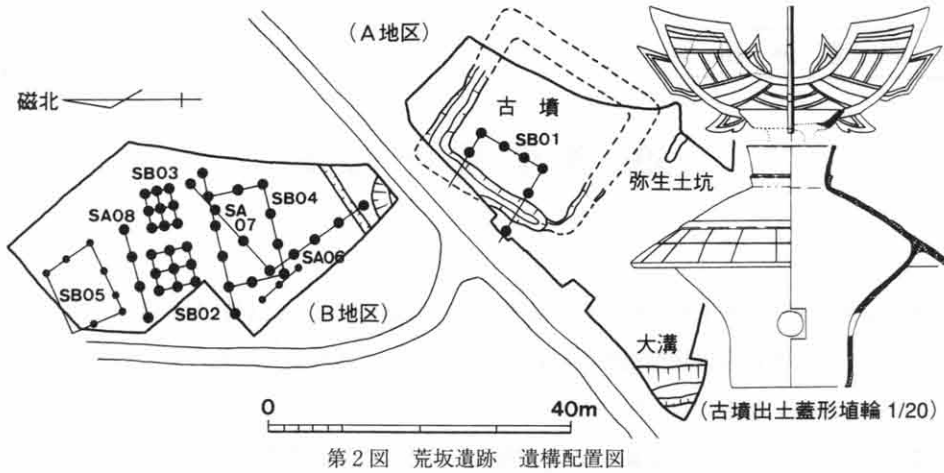 (A地区)
磁北
古墳
SB01
弥生土坑
SB03
SA08
SA
07
SB04
SA06
SB05
SB02
(B地区)
大溝
(古墳出土蓋形埴輪 1/20)
0 40m
第2図 荒坂遺跡 遺構配置図